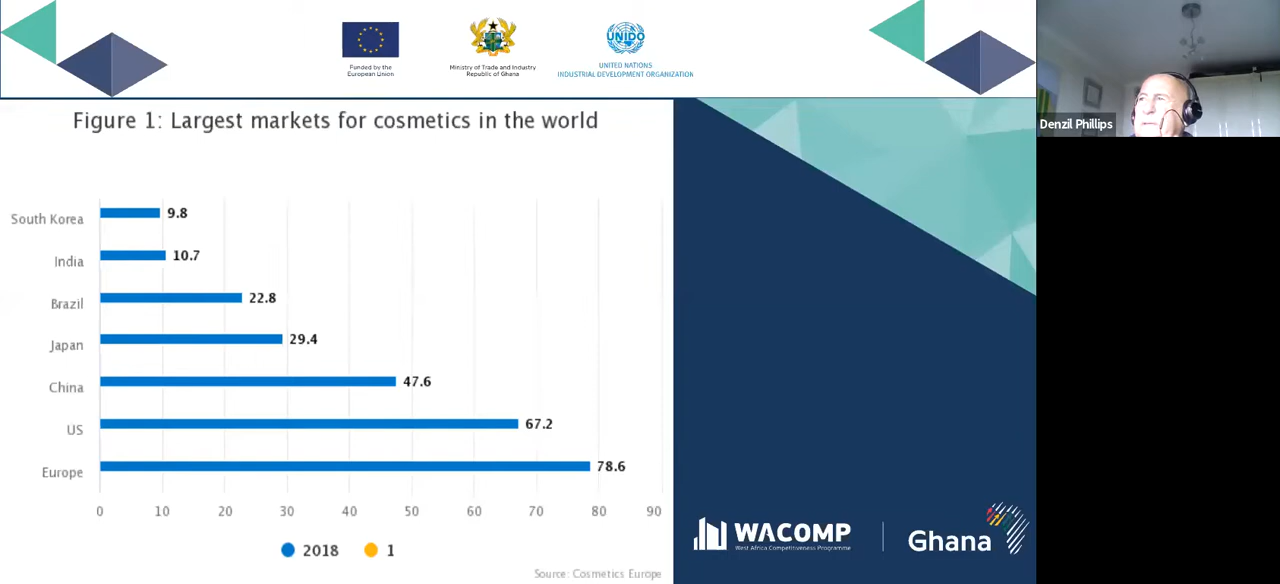 Funded by the
European Union
Ministry of Trade and Industry
Republic of Ghana
UNIDO
UNITED NATIONS
INDUSTRIAL DEVELOPMENT ORGANIZATION
Denzil Phillips
Figure 1: Largest markets for cosmetics in the world
South Korea 9.8
India 10.7
Brazil 22.8
Japan 29.4
China 47.6
US 67.2
Europe 78.6
0 10 20 30 40 50 60 70 80 90
2018 1
Source: Cosmetics Europe
WACOMP
West Africa Competitiveness Programme
Ghana